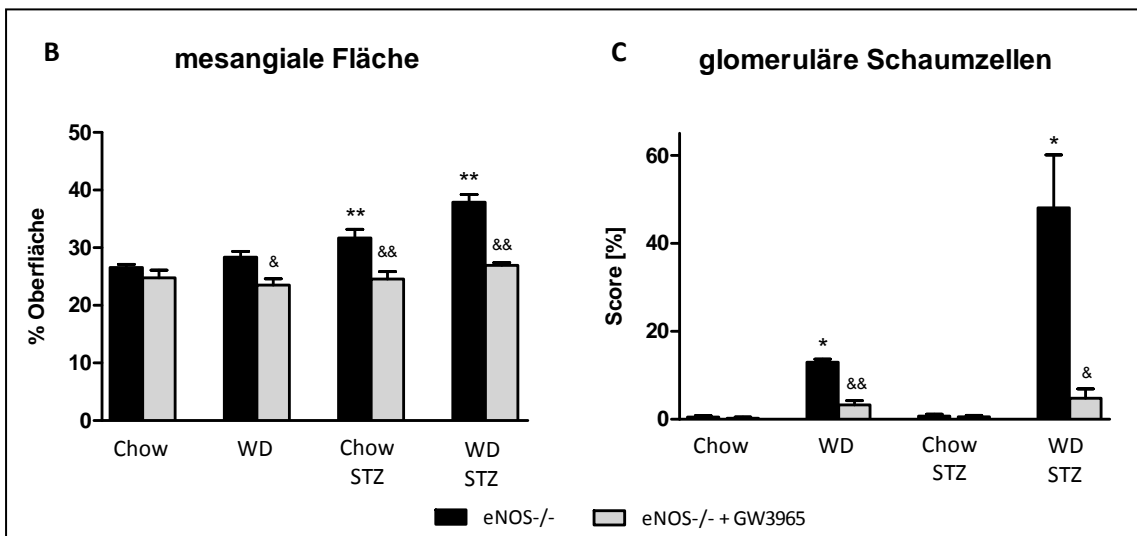 B mesangiale Fläche
% Oberfläche
50
40
30
20
10
0
**
**
&
&&
&&
Chow WD Chow WD
STZ STZ
C glomeruläre Schaumzellen
Score [%]
60
40
20
0
*
*
&&
&
Chow WD Chow WD
STZ STZ
eNOS-/- eNOS-/- + GW3965